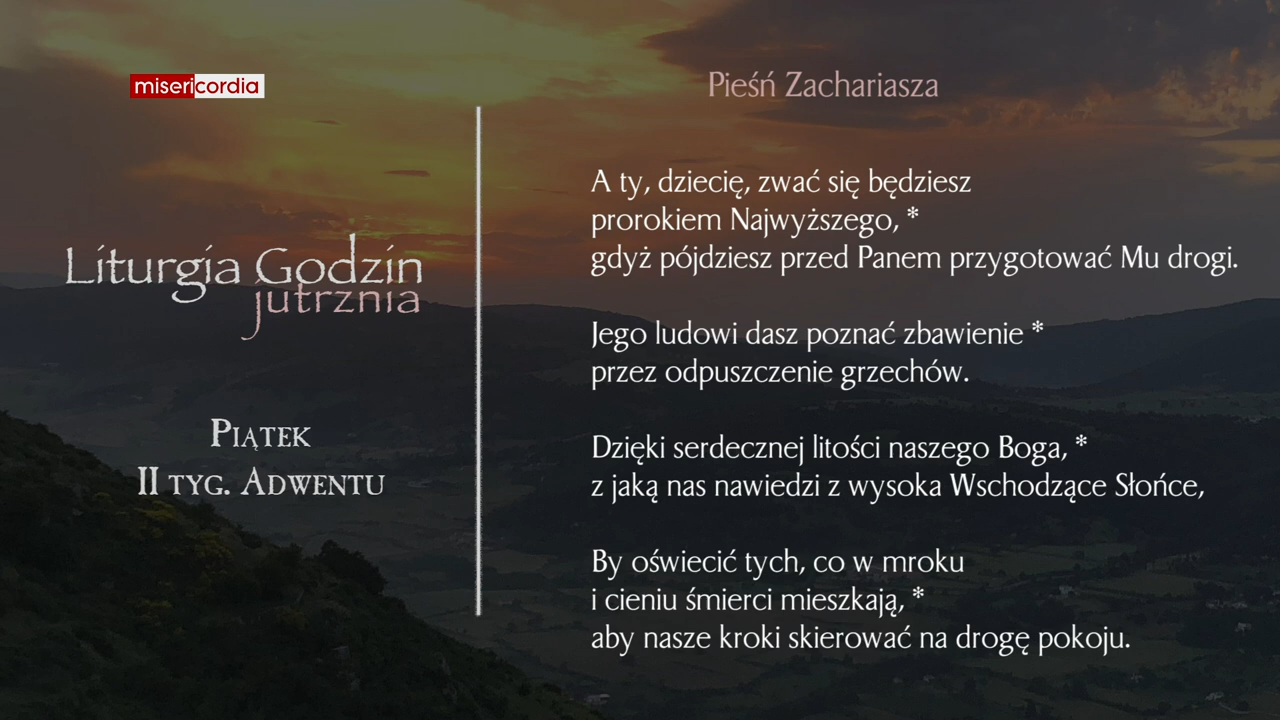 misericordia
Liturgia Godzin
jutrznia
Piątek
II tyg. Adwentu
Pieśń Zachariasza
A ty, dziecię, zwać się będziesz
prorokiem Najwyższego, *
gdyż pójdziesz przed Panem przygotować Mu drogi.
Jego ludowi dasz poznać zbawienie *
przez odpuszczenie grzechów.
Dzięki serdecznej litości naszego Boga, *
z jaką nas nawiedzi z wysoka Wschodzące Słońce,
By oświecić tych, co w mroku
i cieniu śmierci mieszkają, *
aby nasze kroki skierować na drogę pokoju.